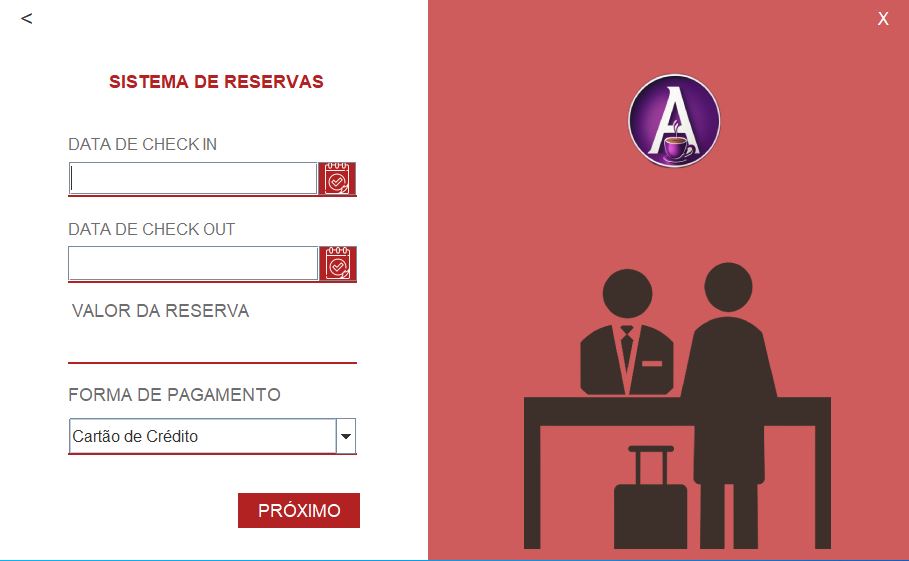 <
X
SISTEMA DE RESERVAS
DATA DE CHECK IN
DATA DE CHECK OUT
VALOR DA RESERVA
FORMA DE PAGAMENTO
Cartão de Crédito
PRÓXIMO
A